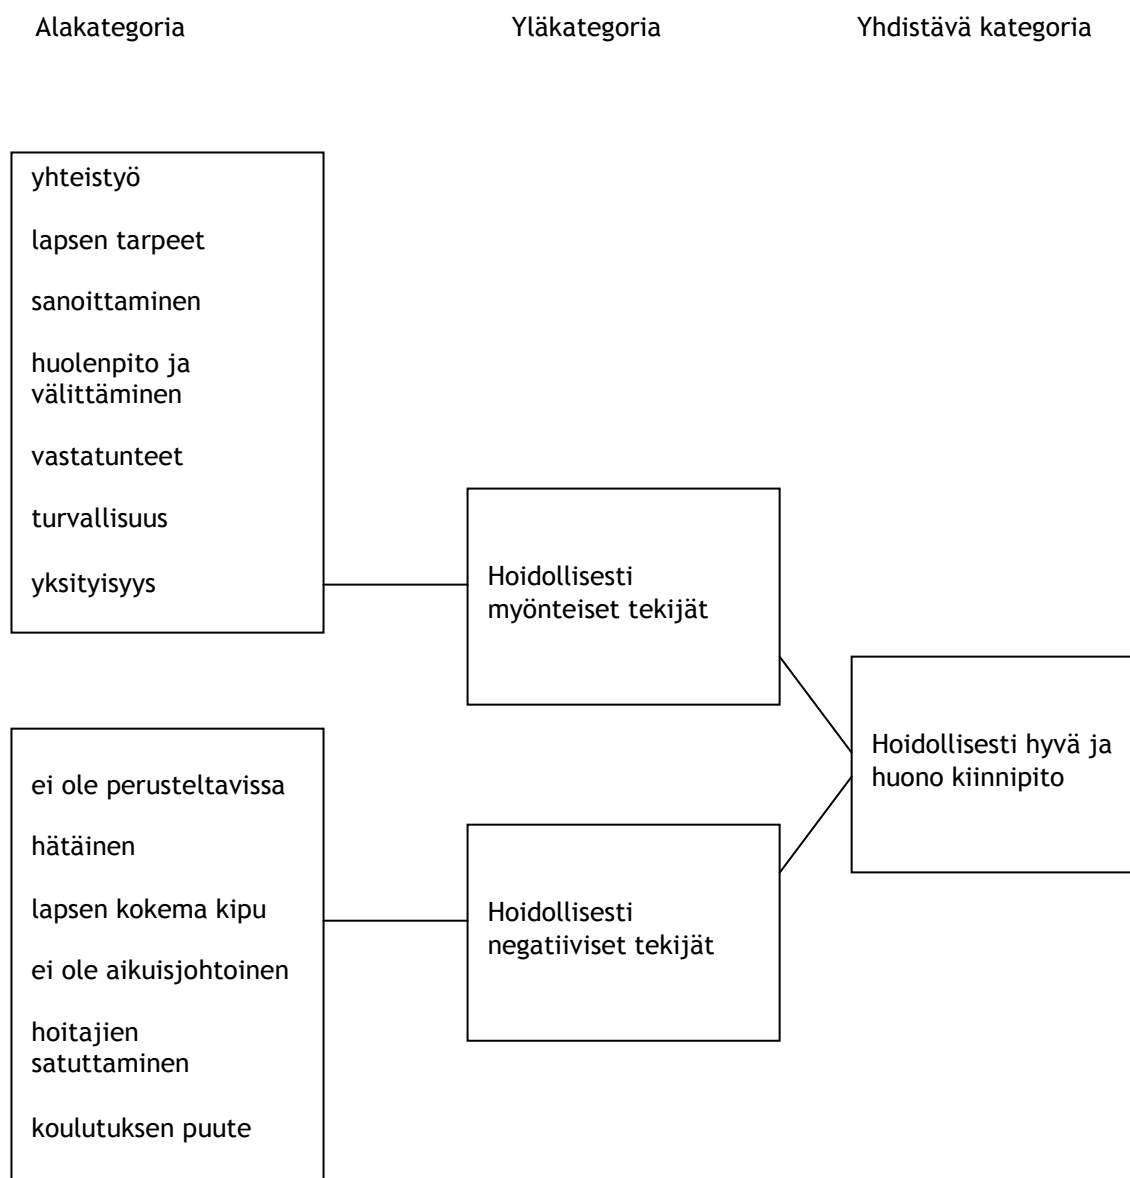 Alakategoria
Yläkategoria
Yhdistävä kategoria
yhteistyö
lapsen tarpeet
sanoittaminen
huolenpito ja
välittäminen
vastatunteet
turvallisuus
yksityisyys
Hoidollisesti
myönteiset tekijät
ei ole perusteltavissa
hätäinen
lapsen kokema kipu
ei ole aikuisjohtoinen
hoitajien
satuttaminen
koulutuksen puute
Hoidollisesti
negatiiviset tekijät
Hoidollisesti hyvä ja
huono kiinnipito